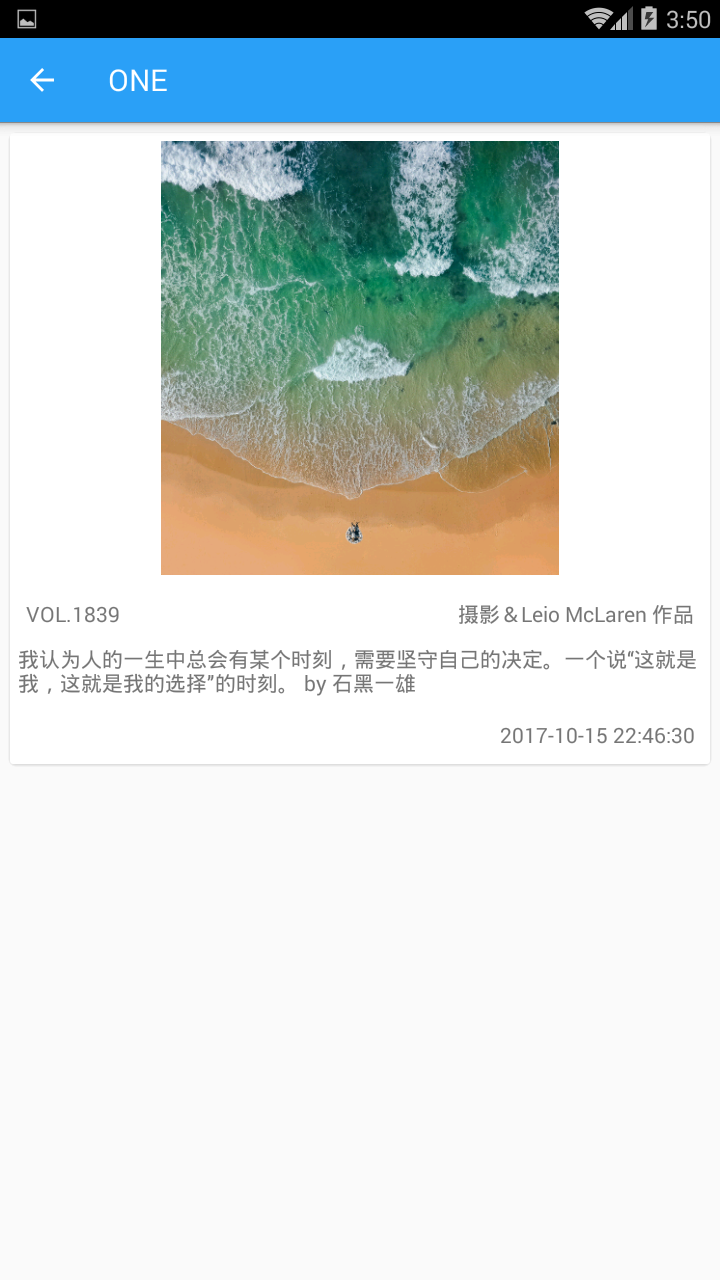 3:50
ONE
VOL.1839
摄影＆Leio McLaren 作品
我认为人的一生中总会有某个时刻，需要坚守自己的决定。一个说“这就是
我，这就是我的选择”的时刻。 by 石黑一雄
2017-10-15 22:46:30